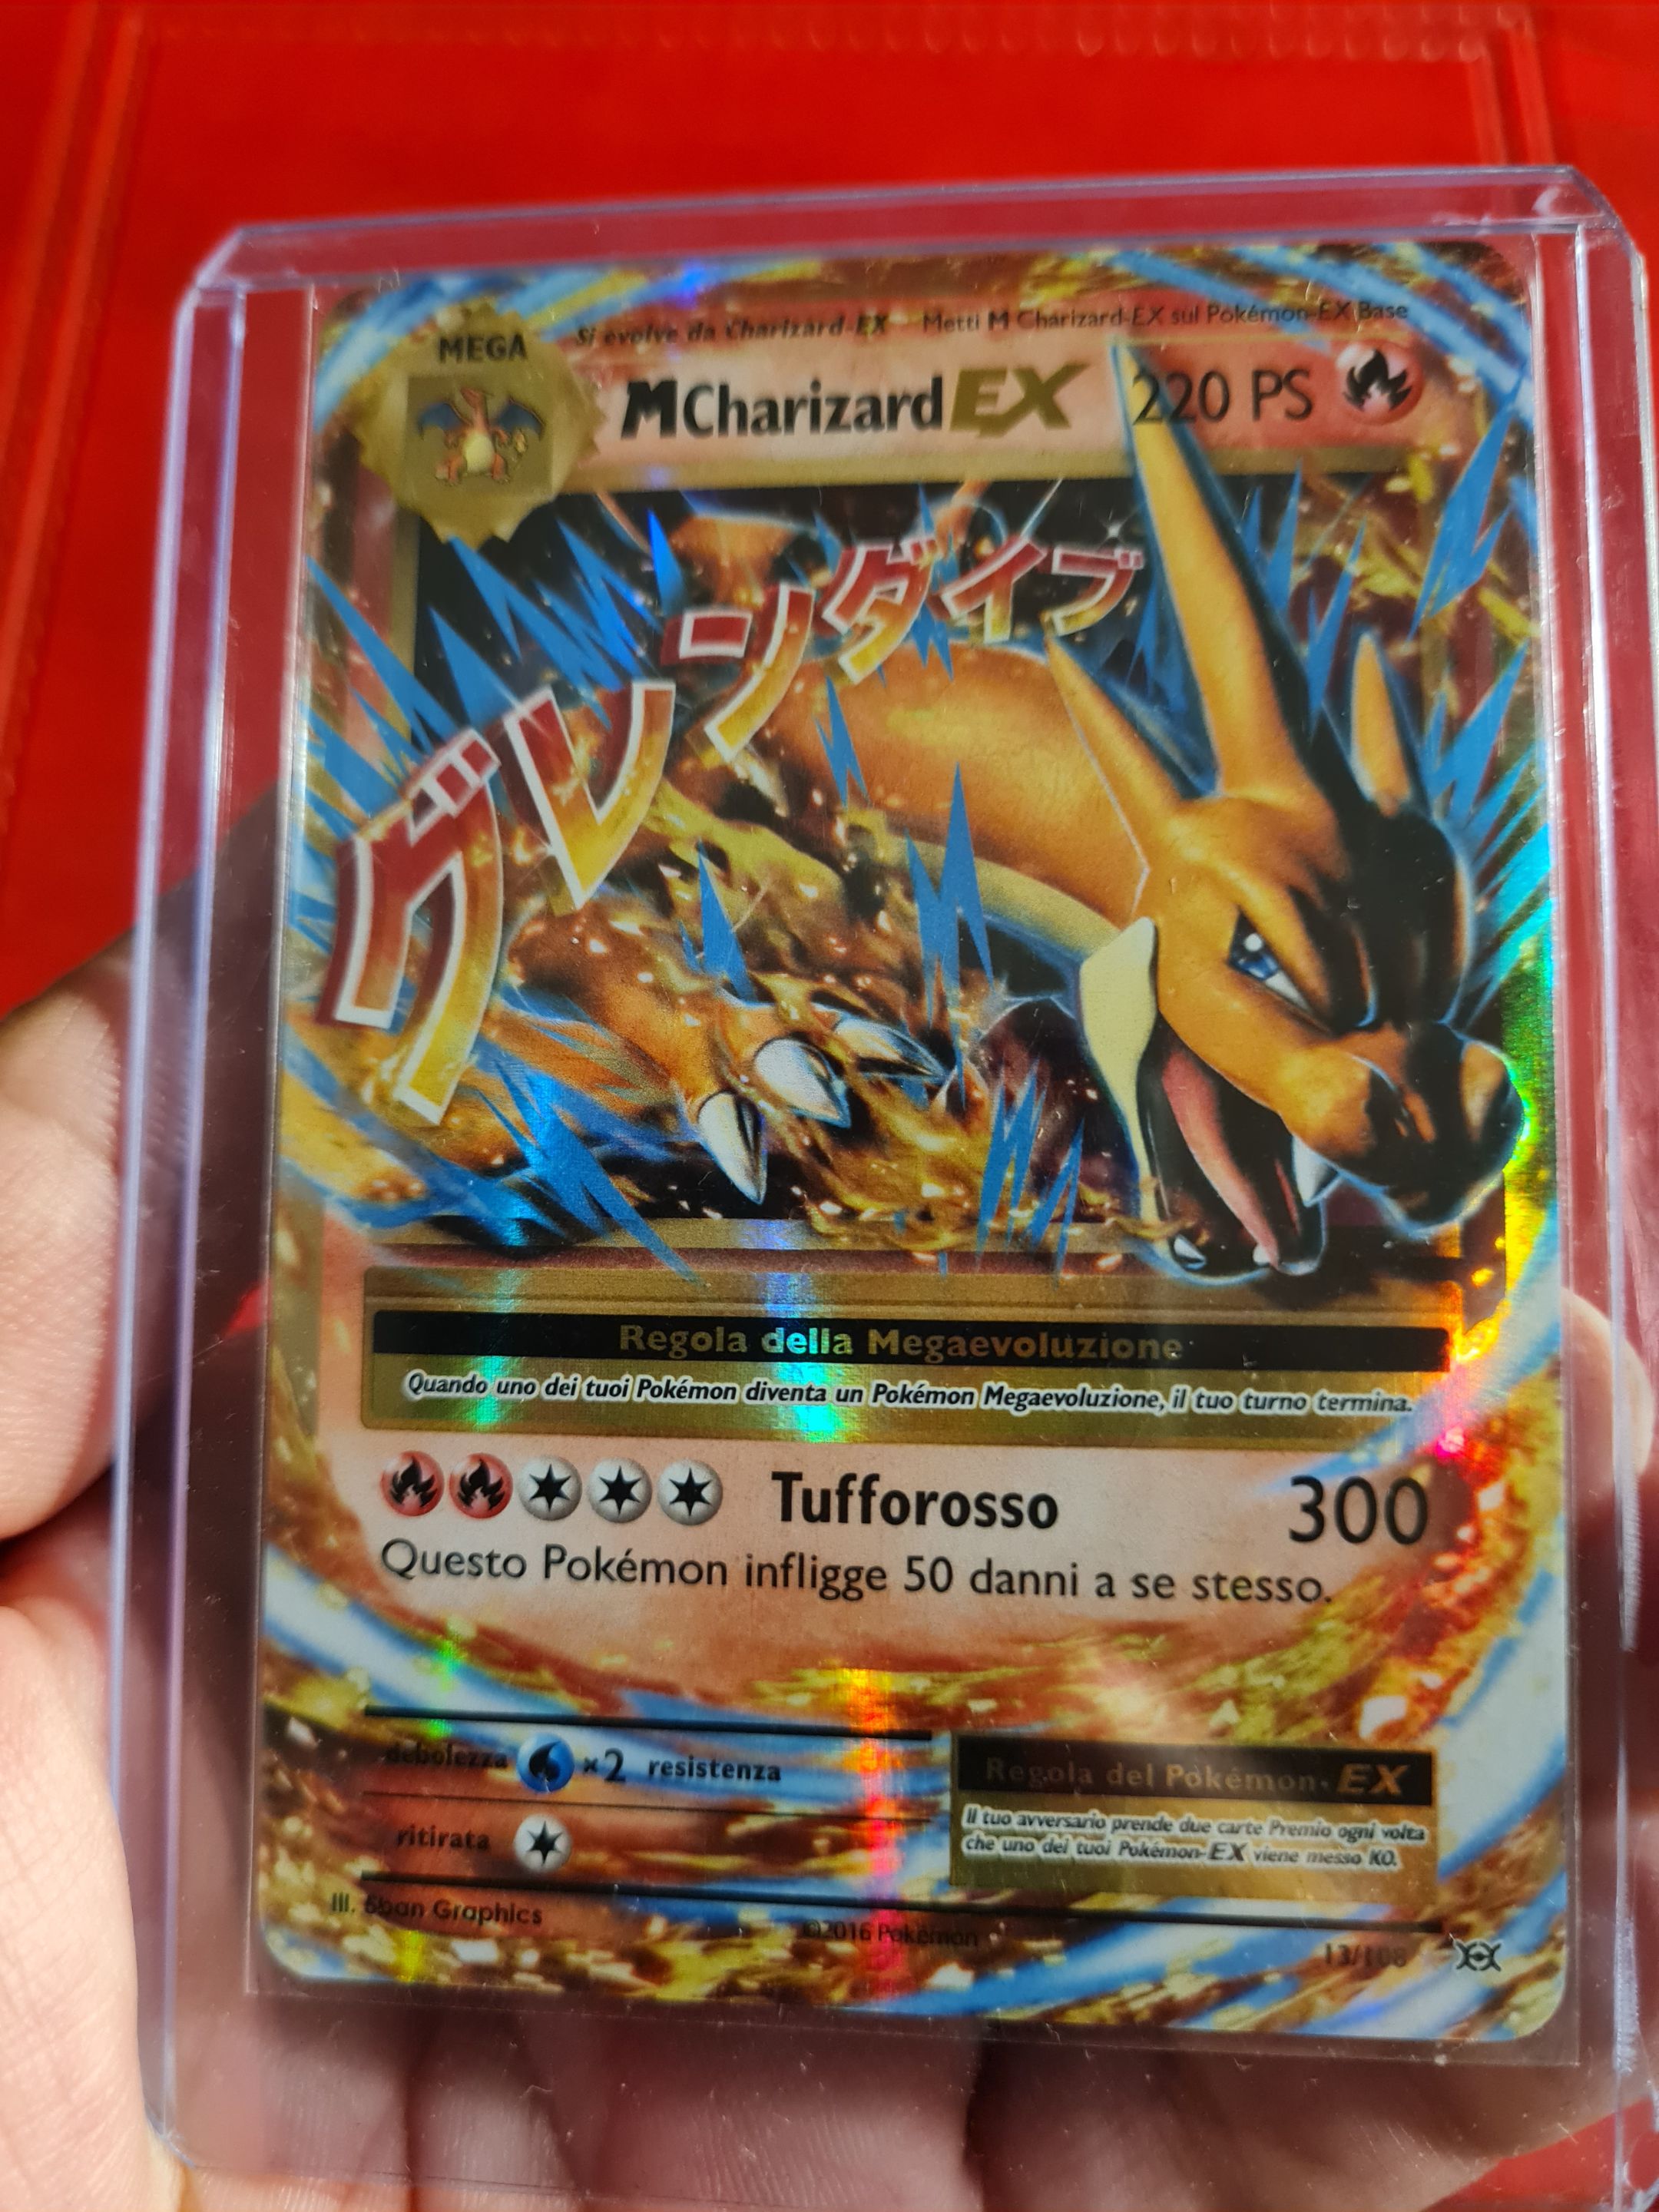 Si evolve da Charizard-EX Metti M Charizard-EX sul Pokémon-EX Base
MEGA
MCharizardEX 220 PS
グレンダイブ
Regola della Megaevoluzione
Quando uno dei tuoi Pokémon diventa un Pokémon Megaevoluzione, il tuo turno termina.
Tufforosso 300
Questo Pokémon infligge 50 danni a se stesso.
debolezza ×2 resistenza
ritirata
Regola del Pokémon-EX
Il tuo avversario prende due carte Premio ogni volta
che uno dei tuoi Pokémon-EX viene messo KO.
Ill. 5ban Graphics
©2016 Pokémon
13/108